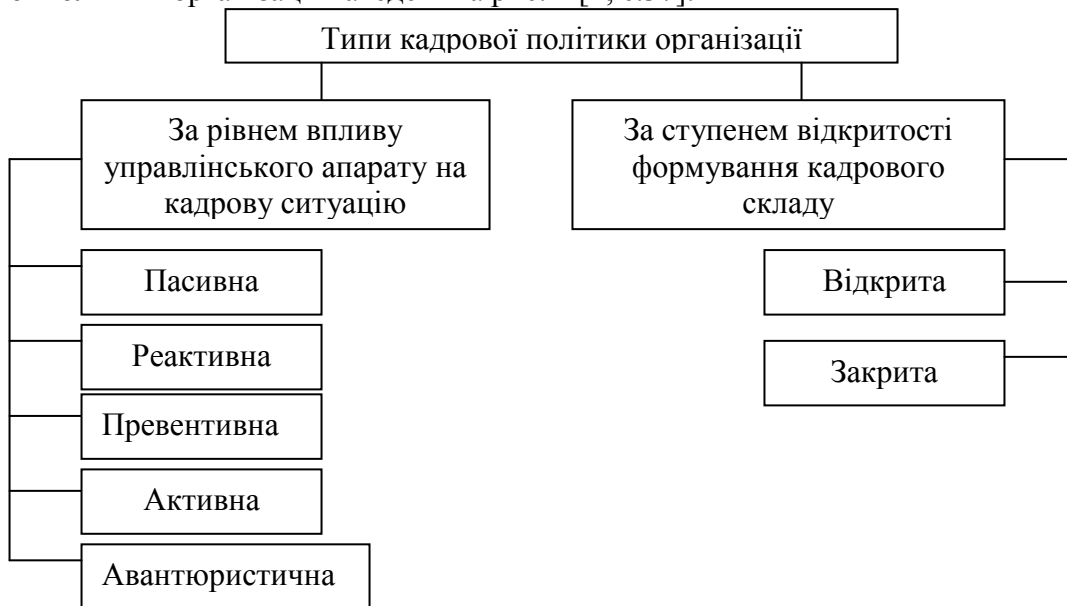 Типи кадрової політики організації
За рівнем впливу
управлінського апарату на
кадрову ситуацію
Пасивна
Реактивна
Превентивна
Активна
Авантюристична
За ступенем відкритості
формування кадрового
складу
Відкрита
Закрита